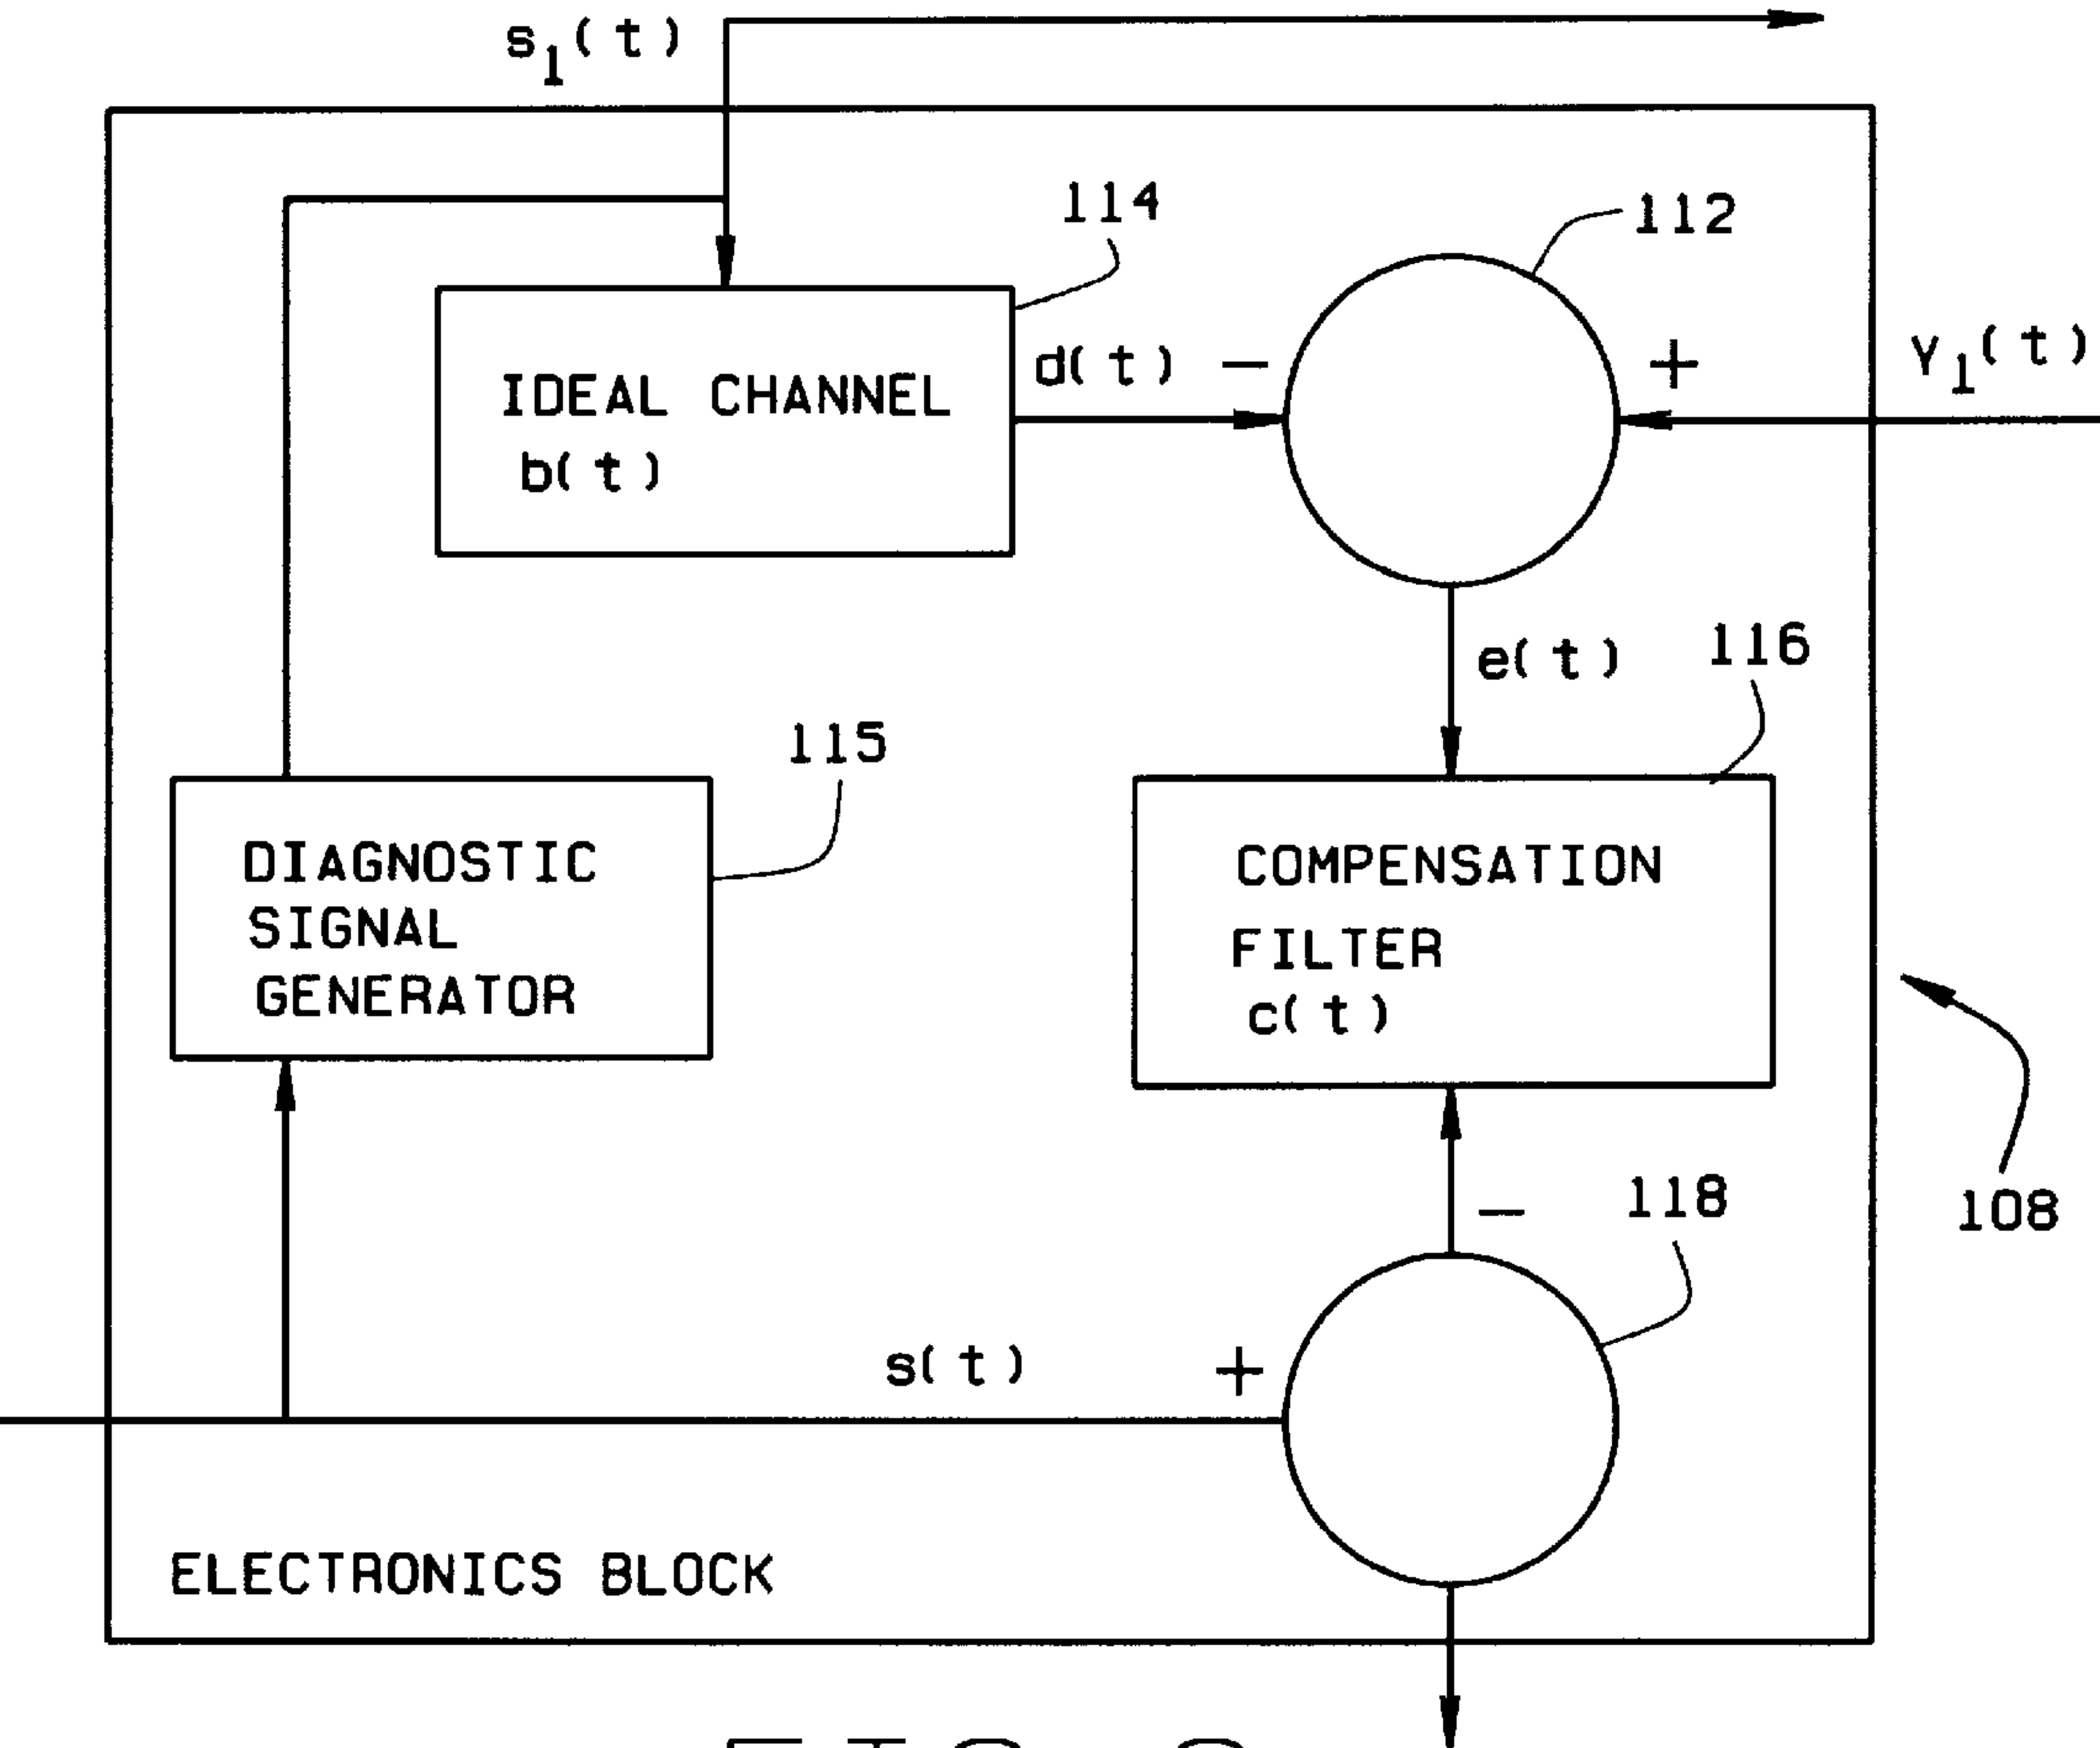 s1(t)
114
112
d(t) −
+
Y1(t)
IDEAL CHANNEL
b(t)
e(t)
116
115
DIAGNOSTIC
SIGNAL
GENERATOR
COMPENSATION
FILTER
c(t)
−
118
108
s(t)
+
ELECTRONICS BLOCK